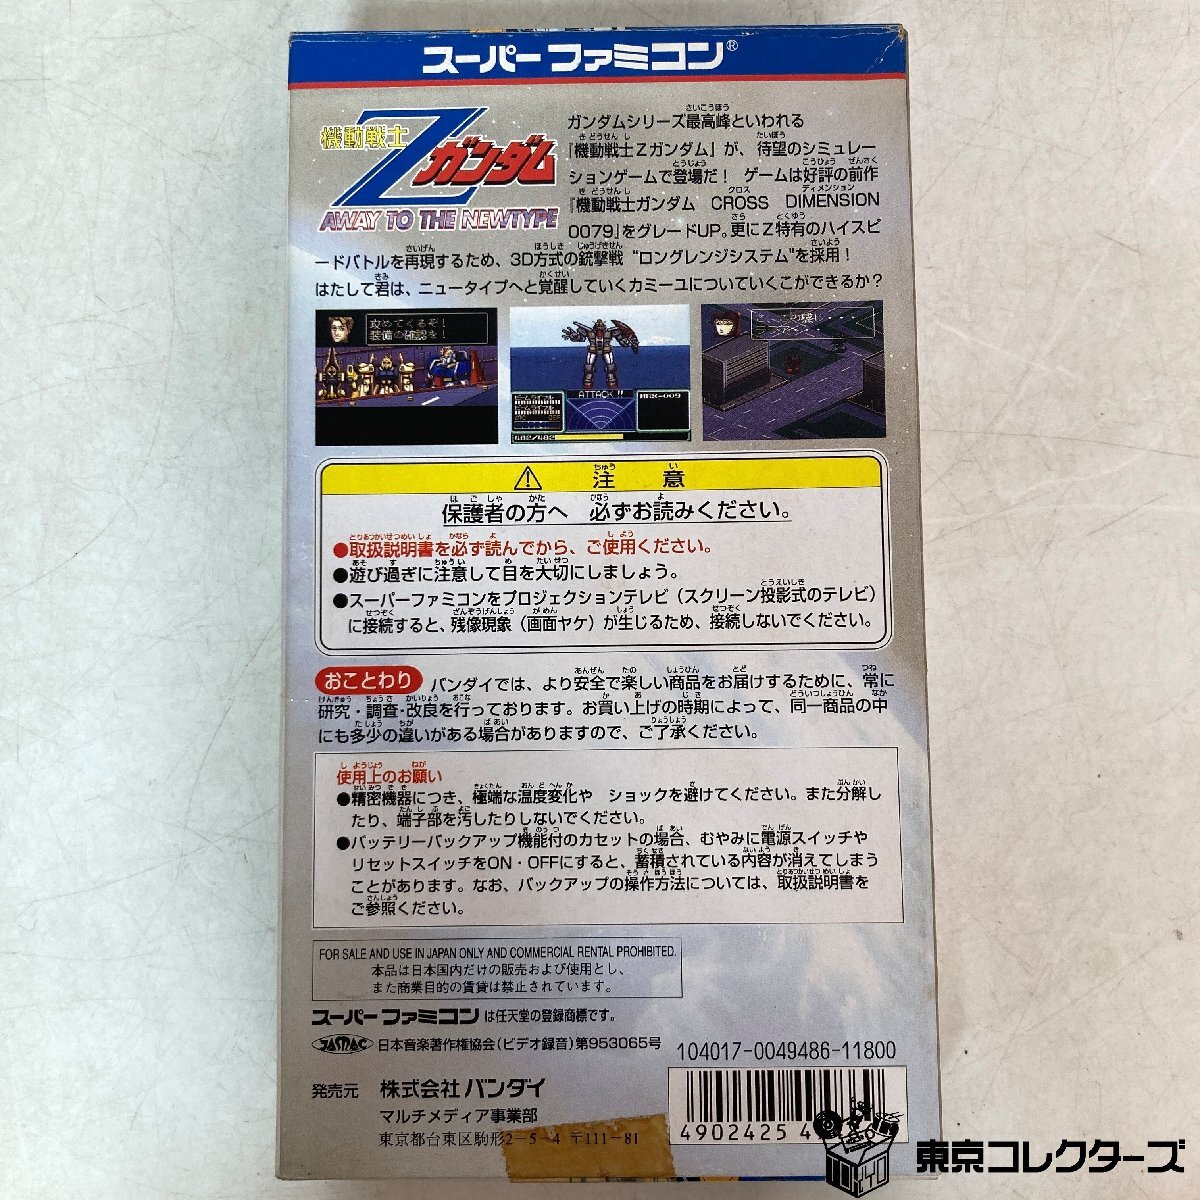 スーパーファミコン®
機動戦士
Zガンダム
AWAY TO THE NEWTYPE
ガンダムシリーズ最高峰といわれる
『機動戦士Zガンダム』が、待望のシミュレー
ションゲームで登場だ！ ゲームは好評の前作
『機動戦士ガンダム CROSS DIMENSION
0079』をグレードUP。更にZ特有のハイスピ
ードバトルを再現するため、3D方式の銃撃戦 "ロングレンジシステム"を採用！
はたして君は、ニュータイプへと覚醒していくカミーユについていくことができるか？
攻めてくるぞ！
装備の確認を！
ATTACK !!
MRX-009
482/482
⚠ 注意
保護者の方へ 必ずお読みください。
●取扱説明書を必ず読んでから、ご使用ください。
●遊び過ぎに注意して目を大切にしましょう。
●スーパーファミコンをプロジェクションテレビ（スクリーン投影式のテレビ）
に接続すると、残像現象（画面ヤケ）が生じるため、接続しないでください。
おことわり バンダイでは、より安全で楽しい商品をお届けするために、常に
研究・調査・改良を行っております。お買い上げの時期によって、同一商品の中
にも多少の違いがある場合がありますので、ご了承ください。
使用上のお願い
●精密機器につき、極端な温度変化や ショックを避けてください。また分解し
たり、端子部を汚したりしないでください。
●バッテリーバックアップ機能付のカセットの場合、むやみに電源スイッチや
リセットスイッチをON・OFFにすると、蓄積されている内容が消えてしまう
ことがあります。なお、バックアップの操作方法については、取扱説明書を
ご参照ください。
FOR SALE AND USE IN JAPAN ONLY AND COMMERCIAL RENTAL PROHIBITED.
本品は日本国内だけの販売および使用とし、
また商業目的の賃貸は禁止されています。
スーパーファミコンは任天堂の登録商標です。
JASRAC 日本音楽著作権協会(ビデオ録音)第953065号
104017-0049486-11800
発売元 株式会社 バンダイ
マルチメディア事業部
東京都台東区駒形2-5-4 〒111-81
4902425 4
東京コレクターズ
TOKYO